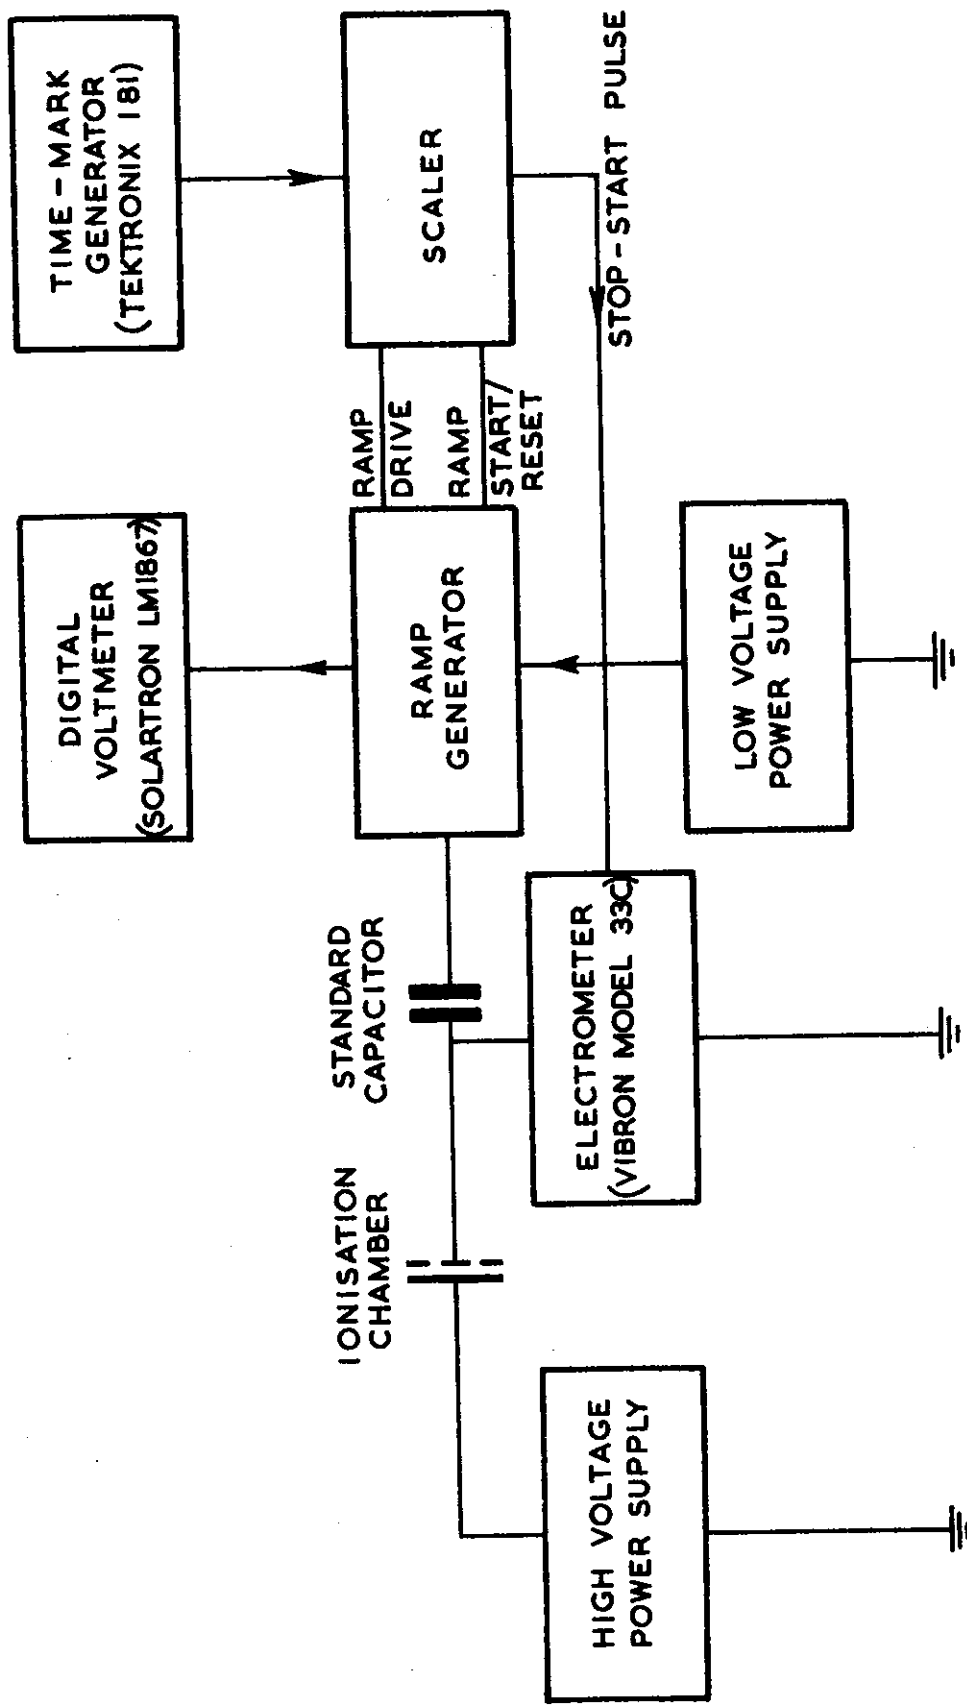 TIME-MARK
GENERATOR
(TEKTRONIX 181)
DIGITAL
VOLTMETER
(SOLARTRON LM1867)
SCALER
RAMP
DRIVE
RAMP
START/
RESET
RAMP
GENERATOR
STANDARD
CAPACITOR
IONISATION
CHAMBER
STOP-START PULSE
ELECTROMETER
(VIBRON MODEL 33C)
LOW VOLTAGE
POWER SUPPLY
HIGH VOLTAGE
POWER SUPPLY